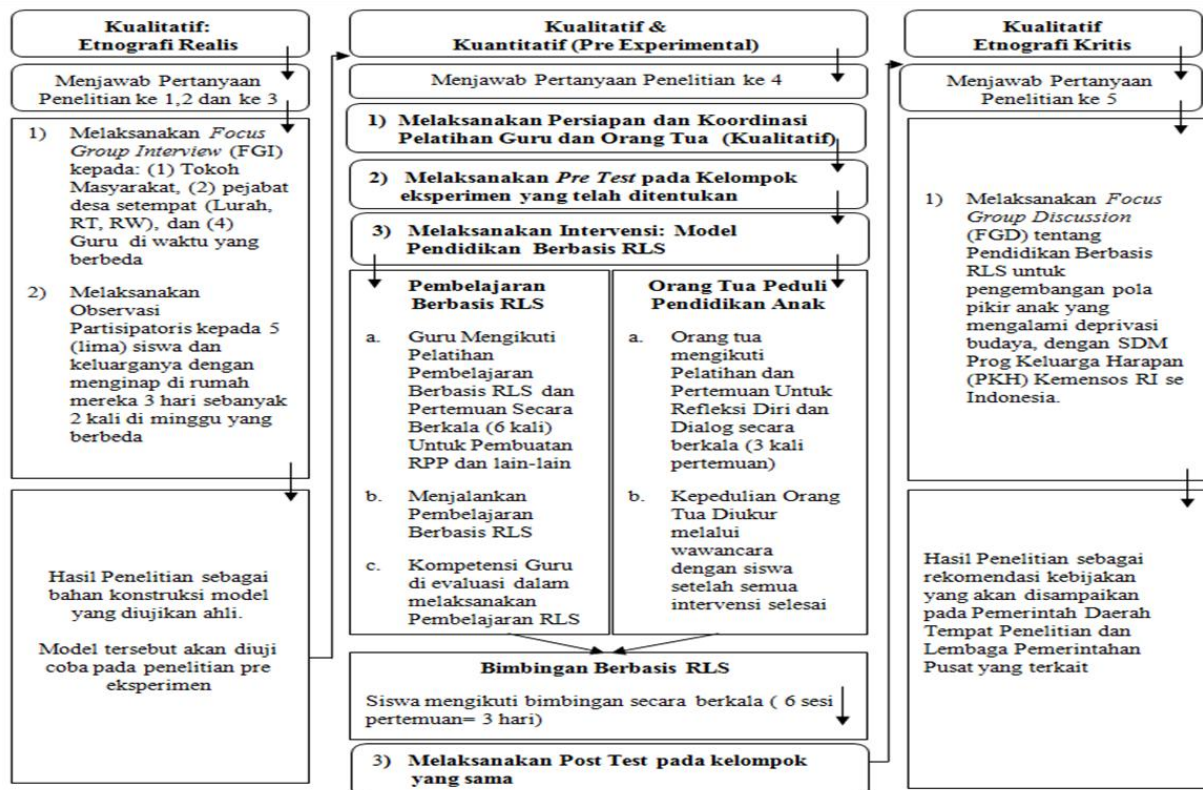 Kualitatif:
Etnografi Realis
Menjawab Pertanyaan
Penelitian ke 1,2 dan ke 3
1) Melaksanakan Focus
Group Interview (FGI)
kepada: (1) Tokoh
Masyarakat, (2) pejabat
desa setempat (Lurah,
RT, RW), dan (4)
Guru di waktu yang
berbeda
2) Melaksanakan
Observasi
Partisipatoris kepada 5
(lima) siswa dan
keluarganya dengan
menginap di rumah
mereka 3 hari sebanyak
2 kali di minggu yang
berbeda
Hasil Penelitian sebagai
bahan konstruksi model
yang diujikan ahli.
Model tersebut akan diuji
coba pada penelitian pre
eksperimen
Kualitatif &
Kuantitatif (Pre Experimental)
Menjawab Pertanyaan Penelitian ke 4
1) Melaksanakan Persiapan dan Koordinasi
Pelatihan Guru dan Orang Tua (Kualitatif)
2) Melaksanakan Pre Test pada Kelompok
eksperimen yang telah ditentukan
3) Melaksanakan Intervensi: Model
Pendidikan Berbasis RLS
Pembelajaran
Berbasis RLS
a. Guru Mengikuti
Pelatihan
Pembelajaran
Berbasis RLS dan
Pertemuan Secara
Berkala (6 kali)
Untuk Pembuatan
RPP dan lain-lain
b. Menjalankan
Pembelajaran
Berbasis RLS
c. Kompetensi Guru
di evaluasi dalam
melaksanakan
Pembelajaran RLS
Orang Tua Peduli
Pendidikan Anak
a. Orang tua
mengikuti
Pelatihan dan
Pertemuan Untuk
Refleksi Diri dan
Dialog secara
berkala (3 kali
pertemuan)
b. Kepedulian Orang
Tua Diukur
melalui
wawancara
dengan siswa
setelah semua
intervensi selesai
Bimbingan Berbasis RLS
Siswa mengikuti bimbingan secara berkala ( 6 sesi
pertemuan= 3 hari)
3) Melaksanakan Post Test pada kelompok
yang sama
Kualitatif
Etnografi Kritis
Menjawab Pertanyaan
Penelitian ke 5
1) Melaksanakan Focus
Group Discussion
(FGD) tentang
Pendidikan Berbasis
RLS untuk
pengembangan pola
pikir anak yang
mengalami deprivasi
budaya, dengan SDM
Prog Keluarga Harapan
(PKH) Kemensos RI se
Indonesia.
Hasil Penelitian sebagai
rekomendasi kebijakan
yang akan disampaikan
pada Pemerintah Daerah
Tempat Penelitian dan
Lembaga Pemerintahan
Pusat yang terkait